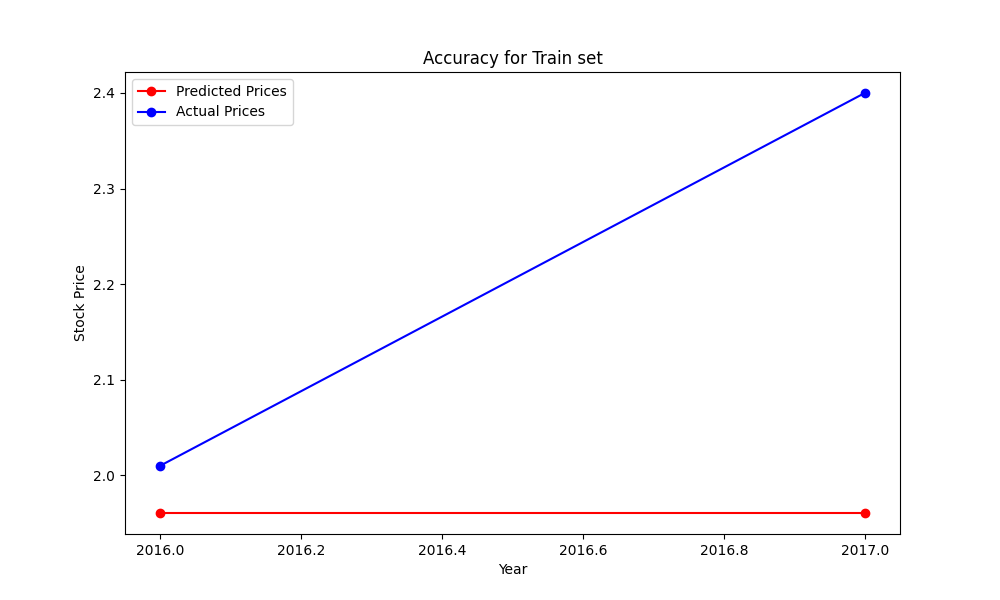 Accuracy for Train set
Predicted Prices
Actual Prices
2.4
2.3
2.2
2.1
2.0
Stock Price
2016.0 2016.2 2016.4 2016.6 2016.8 2017.0
Year